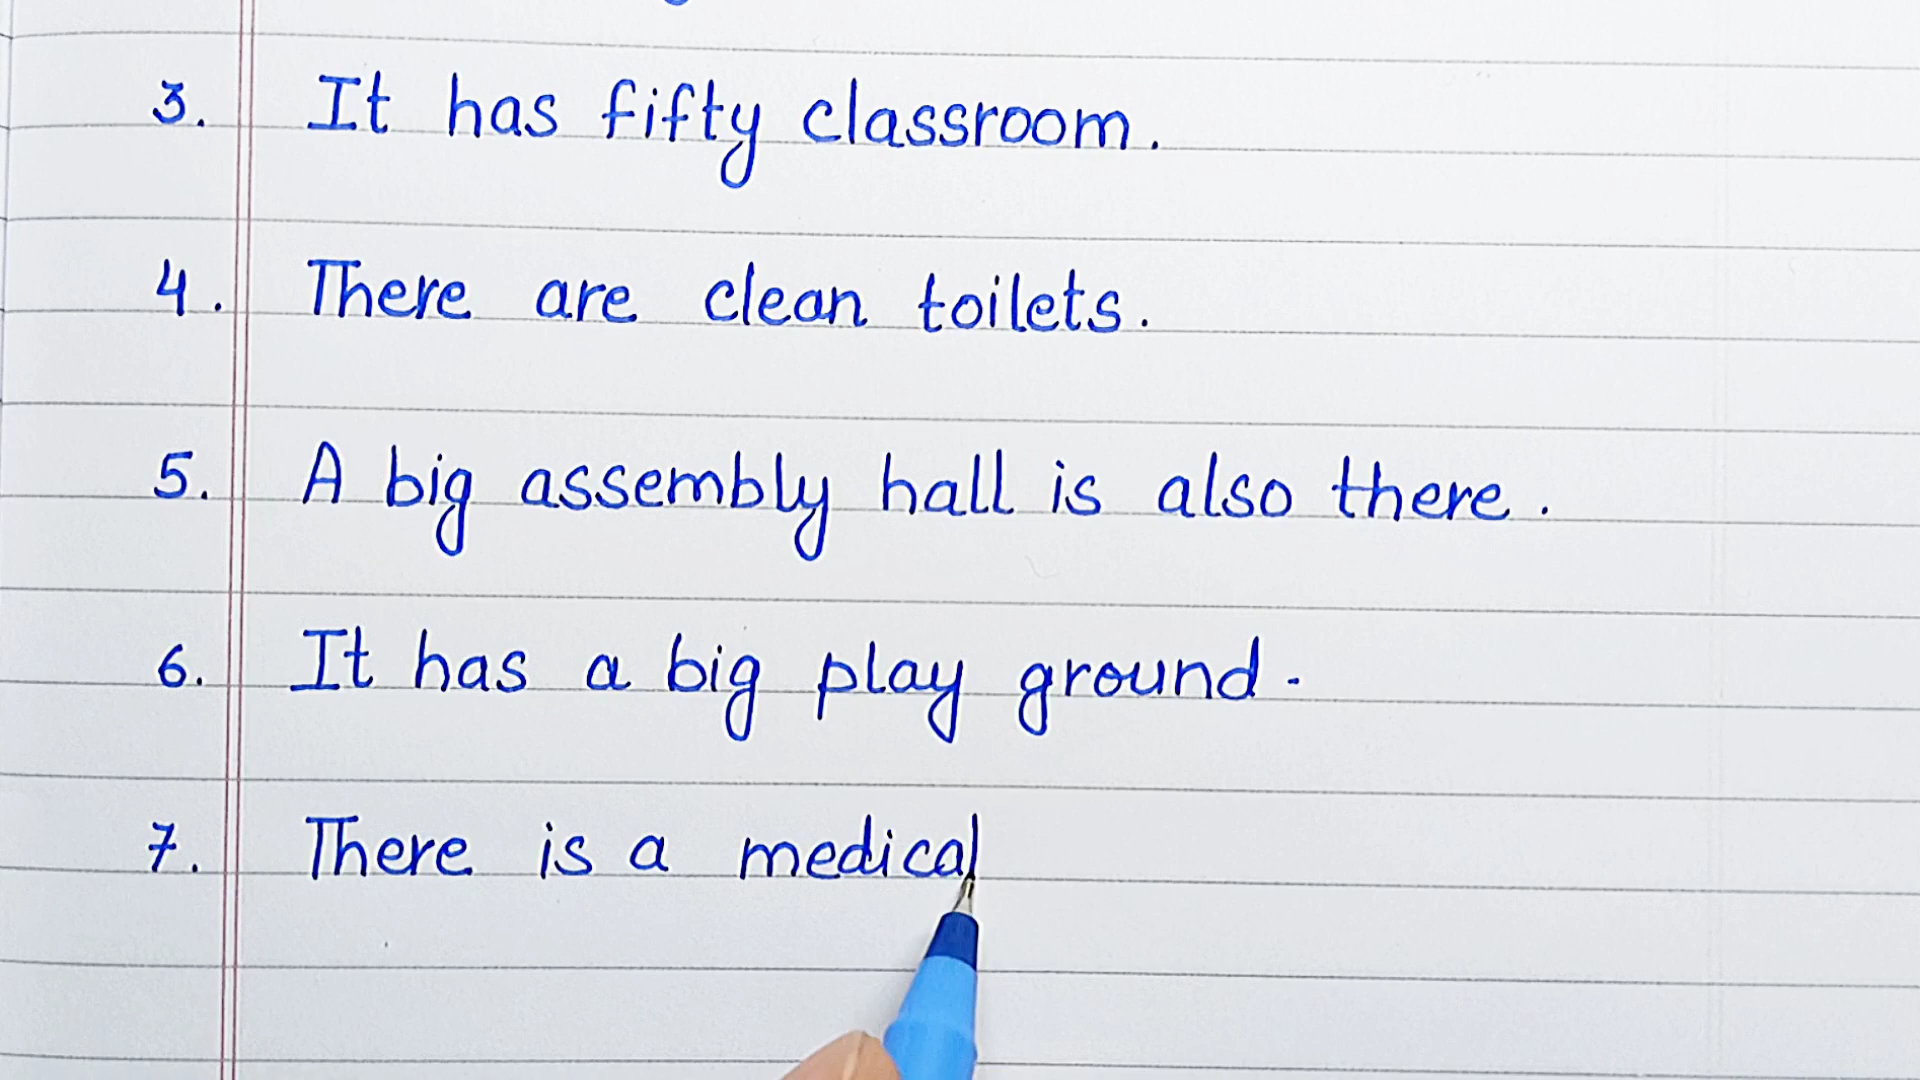 3. It has fifty classroom.
4. There are clean toilets.
5. A big assembly hall is also there.
6. It has a big play ground.
7. There is a medical